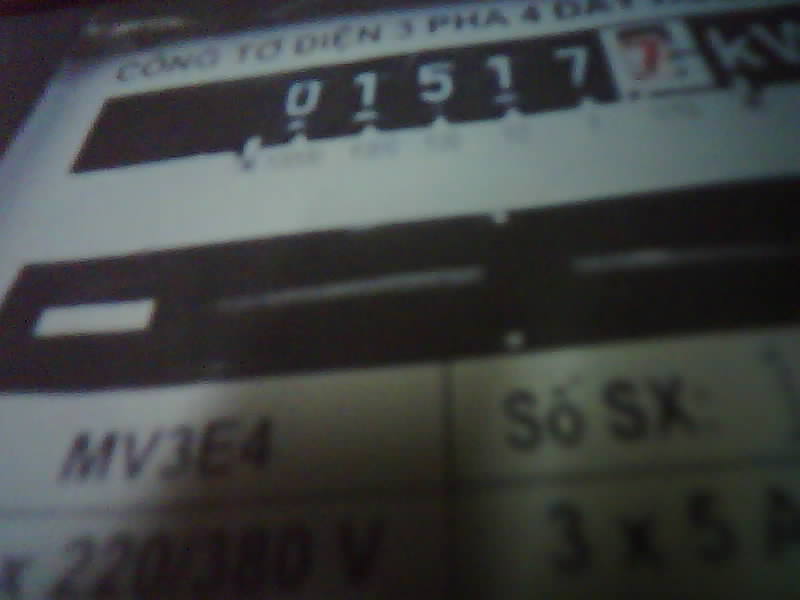 CÔNG TƠ ĐIỆN 3 PHA 4 DÂY
0 1 5 1 7 7
MV3E4 Số SX:
x 220/380 V 3 x 5 A